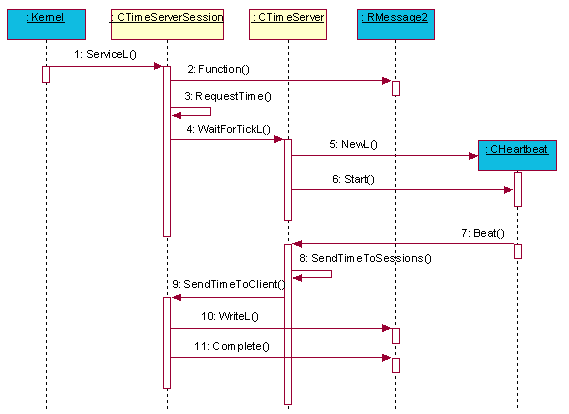 : Kernel
: CTimeServerSession
: CTimeServer
: RMessage2
1: ServiceL()
2: Function()
3: RequestTime()
4: WaitForTickL()
5: NewL()
: CHeartbeat
6: Start()
7: Beat()
8: SendTimeToSessions()
9: SendTimeToClient()
10: WriteL()
11: Complete()